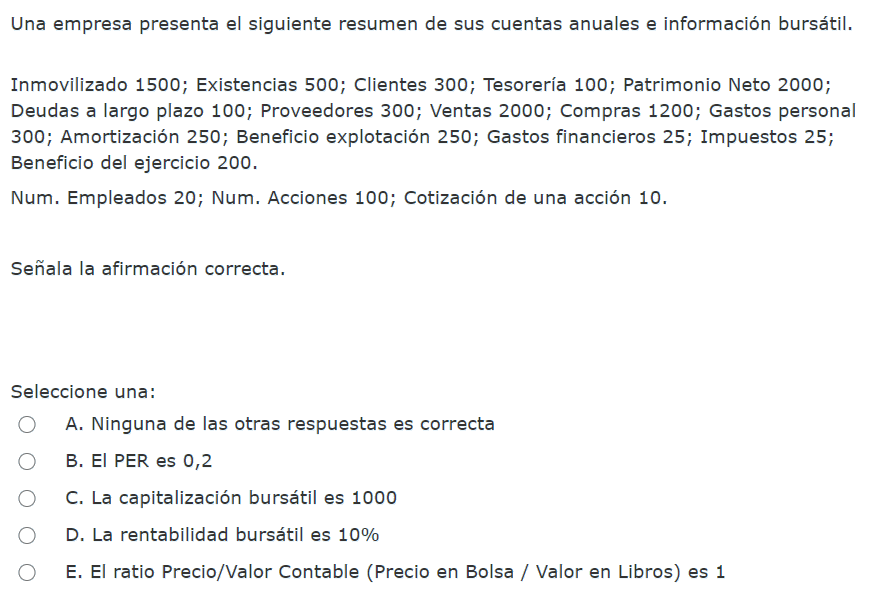 Una empresa presenta el siguiente resumen de sus cuentas anuales e información bursátil.
Inmovilizado 1500; Existencias 500; Clientes 300; Tesorería 100; Patrimonio Neto 2000;
Deudas a largo plazo 100; Proveedores 300; Ventas 2000; Compras 1200; Gastos personal
300; Amortización 250; Beneficio explotación 250; Gastos financieros 25; Impuestos 25;
Beneficio del ejercicio 200.
Num. Empleados 20; Num. Acciones 100; Cotización de una acción 10.
Señala la afirmación correcta.
Seleccione una:
A. Ninguna de las otras respuestas es correcta
B. El PER es 0,2
C. La capitalización bursátil es 1000
D. La rentabilidad bursátil es 10%
E. El ratio Precio/Valor Contable (Precio en Bolsa / Valor en Libros) es 1